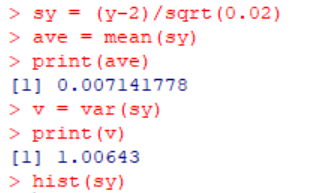 > sy = (y-2)/sqrt(0.02)
> ave = mean(sy)
> print(ave)
[1] 0.007141778
> v = var(sy)
> print(v)
[1] 1.00643
> hist(sy)